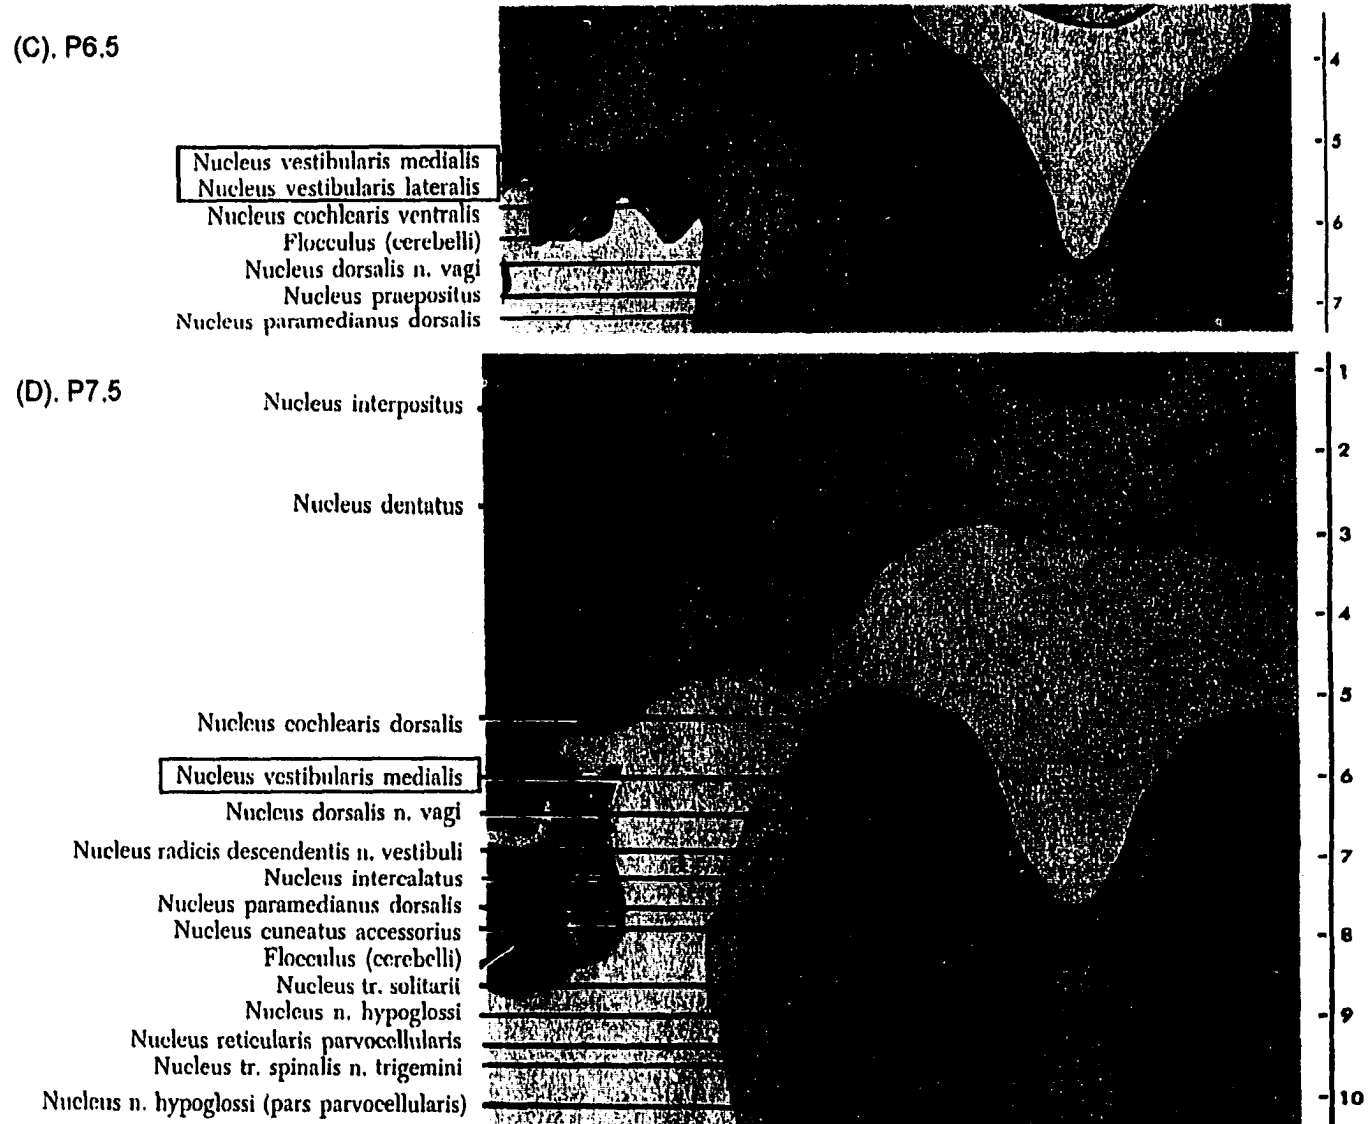 (C). P6.5
Nucleus vestibularis medialis
Nucleus vestibularis lateralis
Nucleus cochlearis ventralis
Flocculus (cerebelli)
Nucleus dorsalis n. vagi
Nucleus praepositus
Nucleus paramedianus dorsalis
4
5
6
7
(D). P7.5
Nucleus interpositus
Nucleus dentatus
Nucleus cochlearis dorsalis
Nucleus vestibularis medialis
Nucleus dorsalis n. vagi
Nucleus radicis descendentis n. vestibuli
Nucleus intercalatus
Nucleus paramedianus dorsalis
Nucleus cuneatus accessorius
Flocculus (cerebelli)
Nucleus tr. solitarii
Nucleus n. hypoglossi
Nucleus reticularis parvocellularis
Nucleus tr. spinalis n. trigemini
Nucleus n. hypoglossi (pars parvocellularis)
1
2
3
4
5
6
7
8
9
10